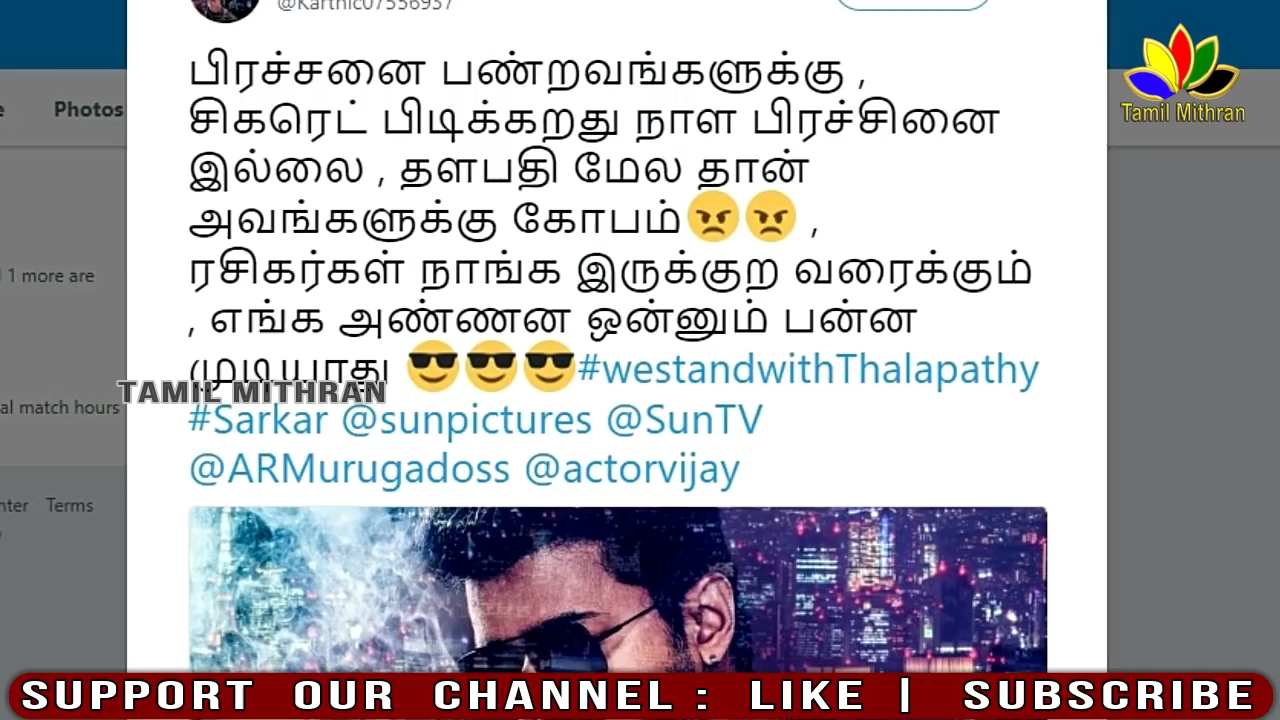 @Karthic07556937
பிரச்சனை பண்றவங்களுக்கு ,
சிகரெட் பிடிக்கறது நாள பிரச்சினை
இல்லை , தளபதி மேல தான்
அவங்களுக்கு கோபம்😠😠 ,
ரசிகர்கள் நாங்க இருக்குற வரைக்கும்
, எங்க அண்ணன ஒன்னும் பன்ன
முடியாது 😎😎😎#westandwithThalapathy
#Sarkar @sunpictures @SunTV
@ARMurugadoss @actorvijay
Photos
1 more are
al match hours
Terms
TAMIL MITHRAN
Tamil Mithran
SUPPORT OUR CHANNEL : LIKE | SUBSCRIBE